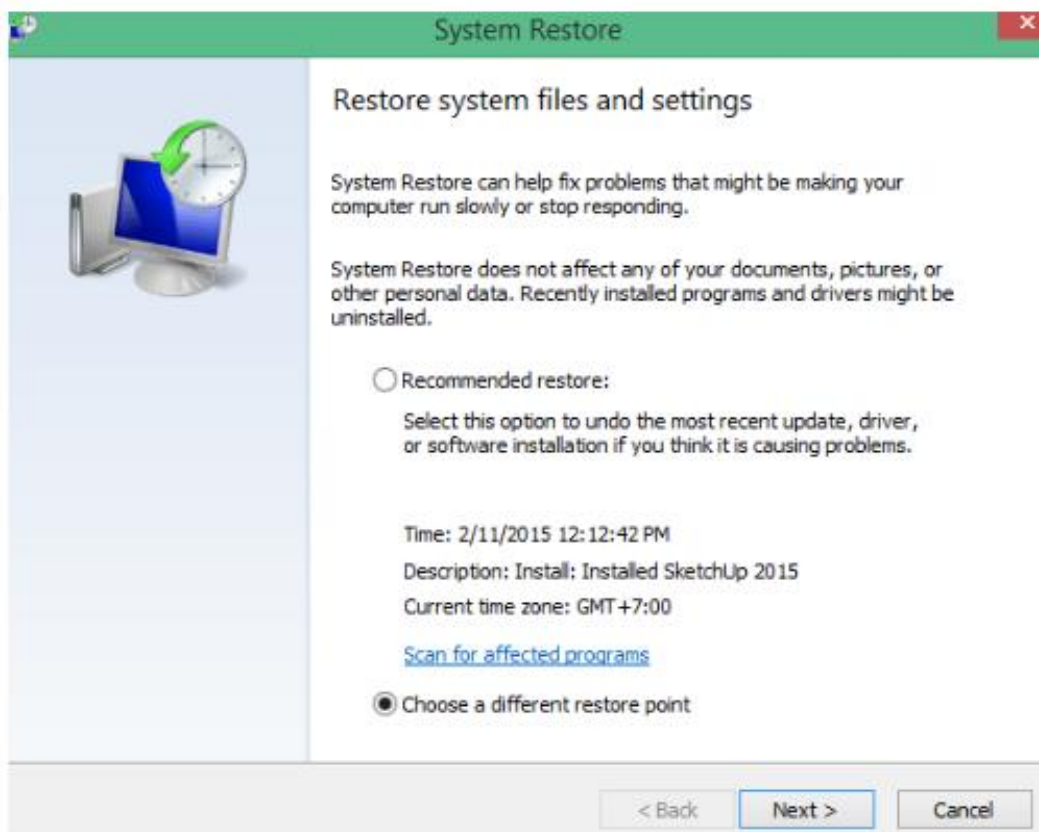 System Restore
Restore system files and settings
System Restore can help fix problems that might be making your
computer run slowly or stop responding.
System Restore does not affect any of your documents, pictures, or
other personal data. Recently installed programs and drivers might be
uninstalled.
Recommended restore:
Select this option to undo the most recent update, driver,
or software installation if you think it is causing problems.
Time: 2/11/2015 12:12:42 PM
Description: Install: Installed SketchUp 2015
Current time zone: GMT+7:00
Scan for affected programs
Choose a different restore point
< Back Next > Cancel